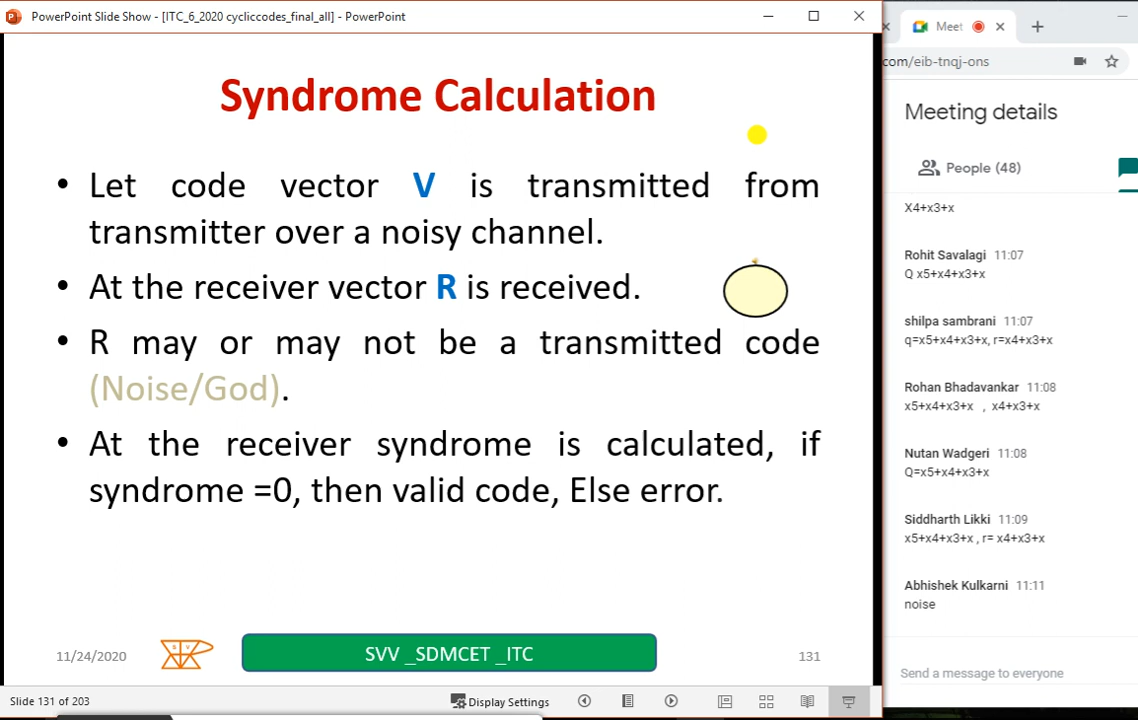 PowerPoint Slide Show - [ITC_6_2020 cycliccodes_final_all] - PowerPoint
Meet
com/eib-tnqj-ons
Syndrome Calculation
• Let code vector V is transmitted from
transmitter over a noisy channel.
• At the receiver vector R is received.
• R may or may not be a transmitted code
(Noise/God).
• At the receiver syndrome is calculated, if
syndrome =0, then valid code, Else error.
11/24/2020
S V
SVV _SDMCET _ITC
131
Slide 131 of 203
Display Settings
Meeting details
People (48)
X4+x3+x
Rohit Savalagi 11:07
Q x5+x4+x3+x
shilpa sambrani 11:07
q=x5+x4+x3+x, r=x4+x3+x
Rohan Bhadavankar 11:08
x5+x4+x3+x , x4+x3+x
Nutan Wadgeri 11:08
Q=x5+x4+x3+x
Siddharth Likki 11:09
x5+x4+x3+x , r= x4+x3+x
Abhishek Kulkarni 11:11
noise
Send a message to everyone